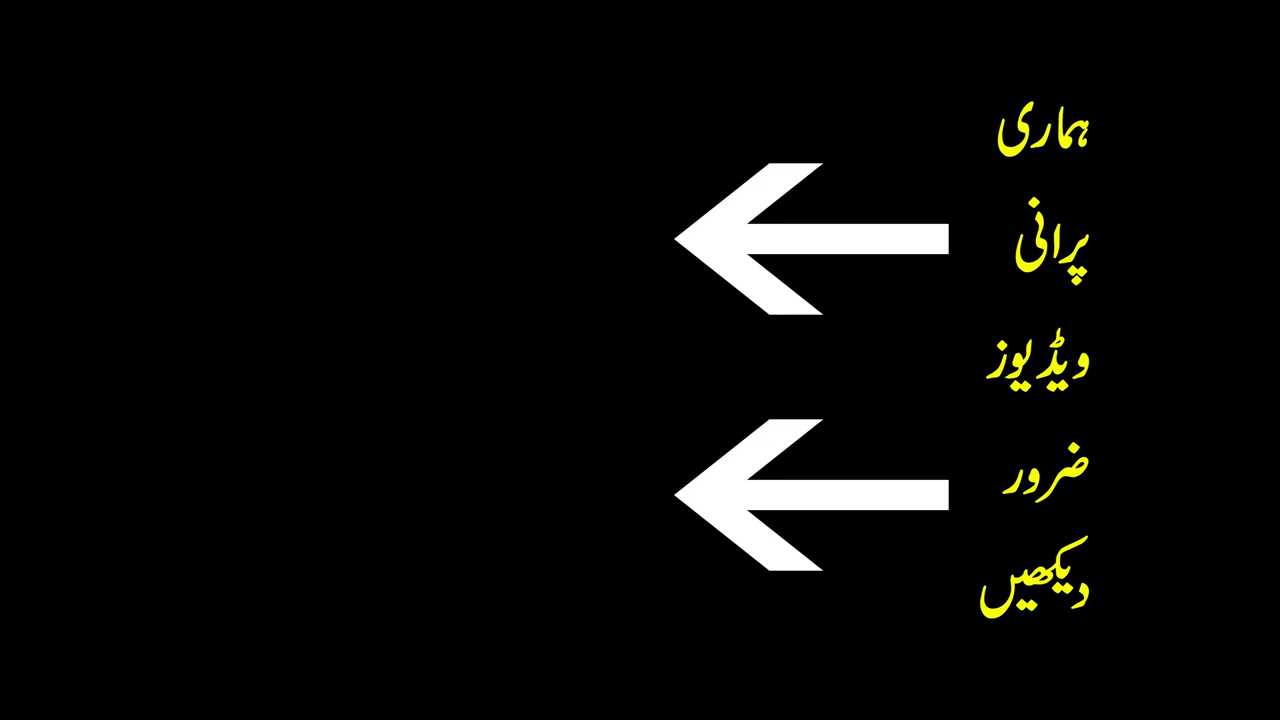 ہماری
پرانی
ویڈیوز
ضرور
دیکھیں